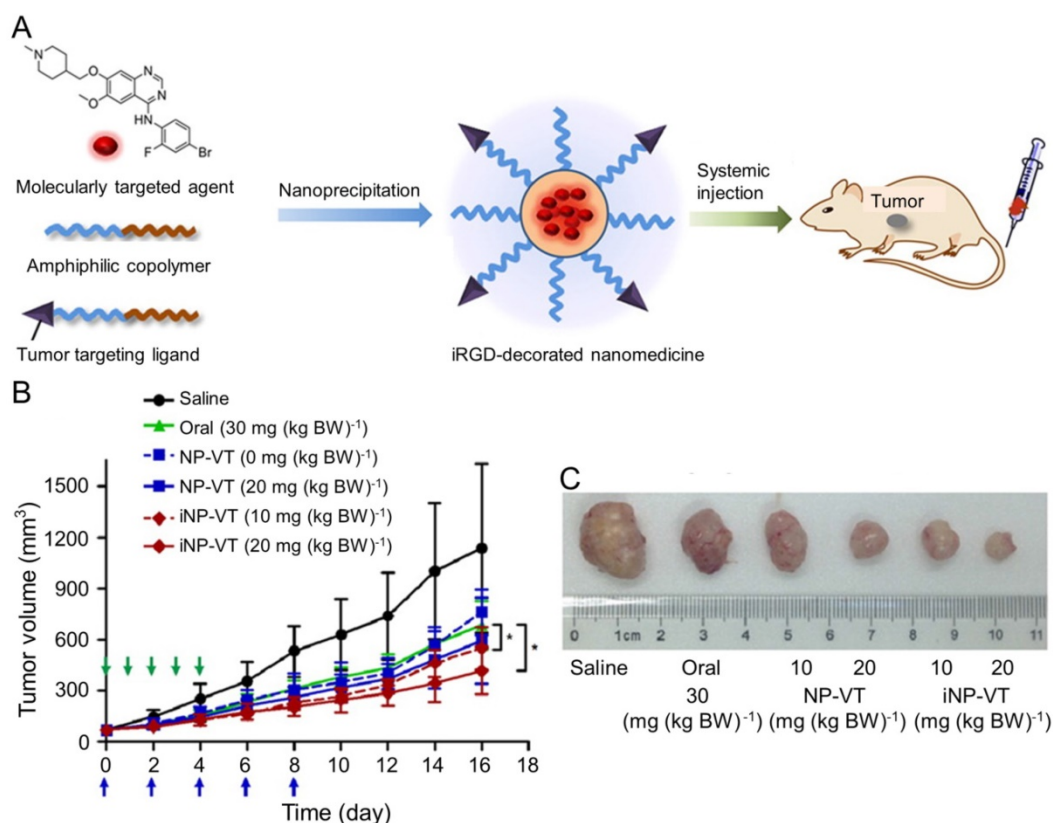 A
N
O
N
N
O
HN
F
Br
Molecularly targeted agent
Amphiphilic copolymer
Tumor targeting ligand
Nanoprecipitation
iRGD-decorated nanomedicine
Systemic
injection
Tumor
B
Saline
Oral (30 mg (kg BW)⁻¹)
NP-VT (0 mg (kg BW)⁻¹)
NP-VT (20 mg (kg BW)⁻¹)
iNP-VT (10 mg (kg BW)⁻¹)
iNP-VT (20 mg (kg BW)⁻¹)
Tumor volume (mm³)
1500
1200
900
600
300
0
* *
0 2 4 6 8 10 12 14 16 18
Time (day)
C
0 1cm 2 3 4 5 6 7 8 9 10 11
Saline Oral 10 20 10 20
30 NP-VT iNP-VT
(mg (kg BW)⁻¹) (mg (kg BW)⁻¹) (mg (kg BW)⁻¹)